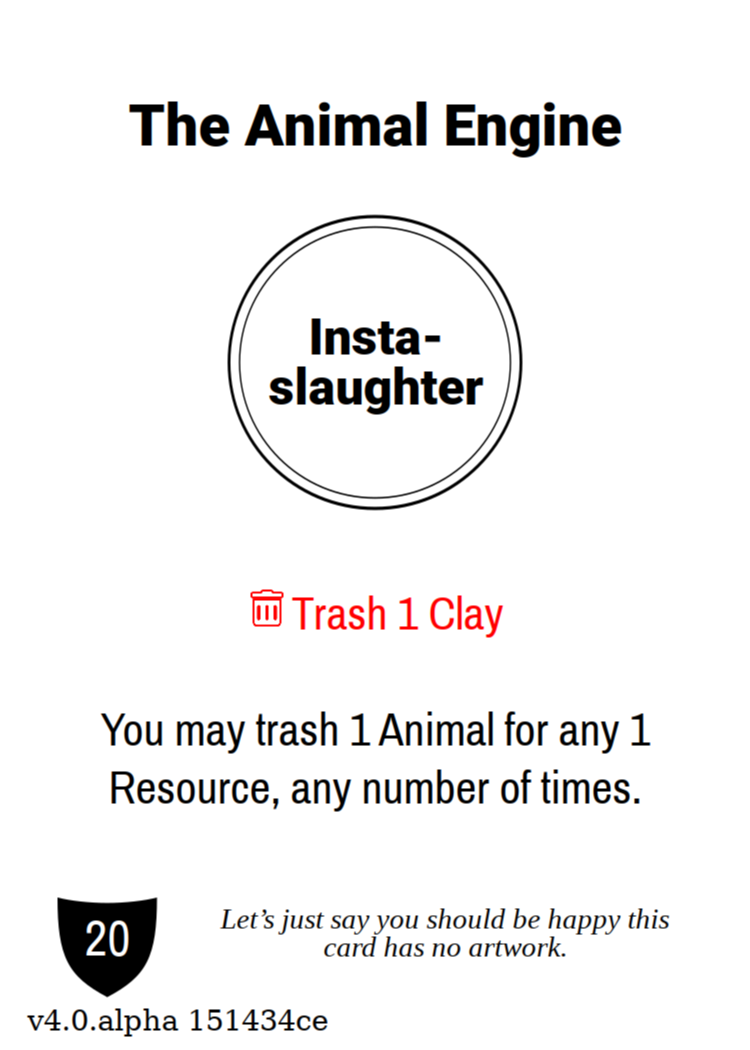 The Animal Engine
Insta-
slaughter
Trash 1 Clay
You may trash 1 Animal for any 1
Resource, any number of times.
20
Let’s just say you should be happy this
card has no artwork.
v4.0.alpha 151434ce